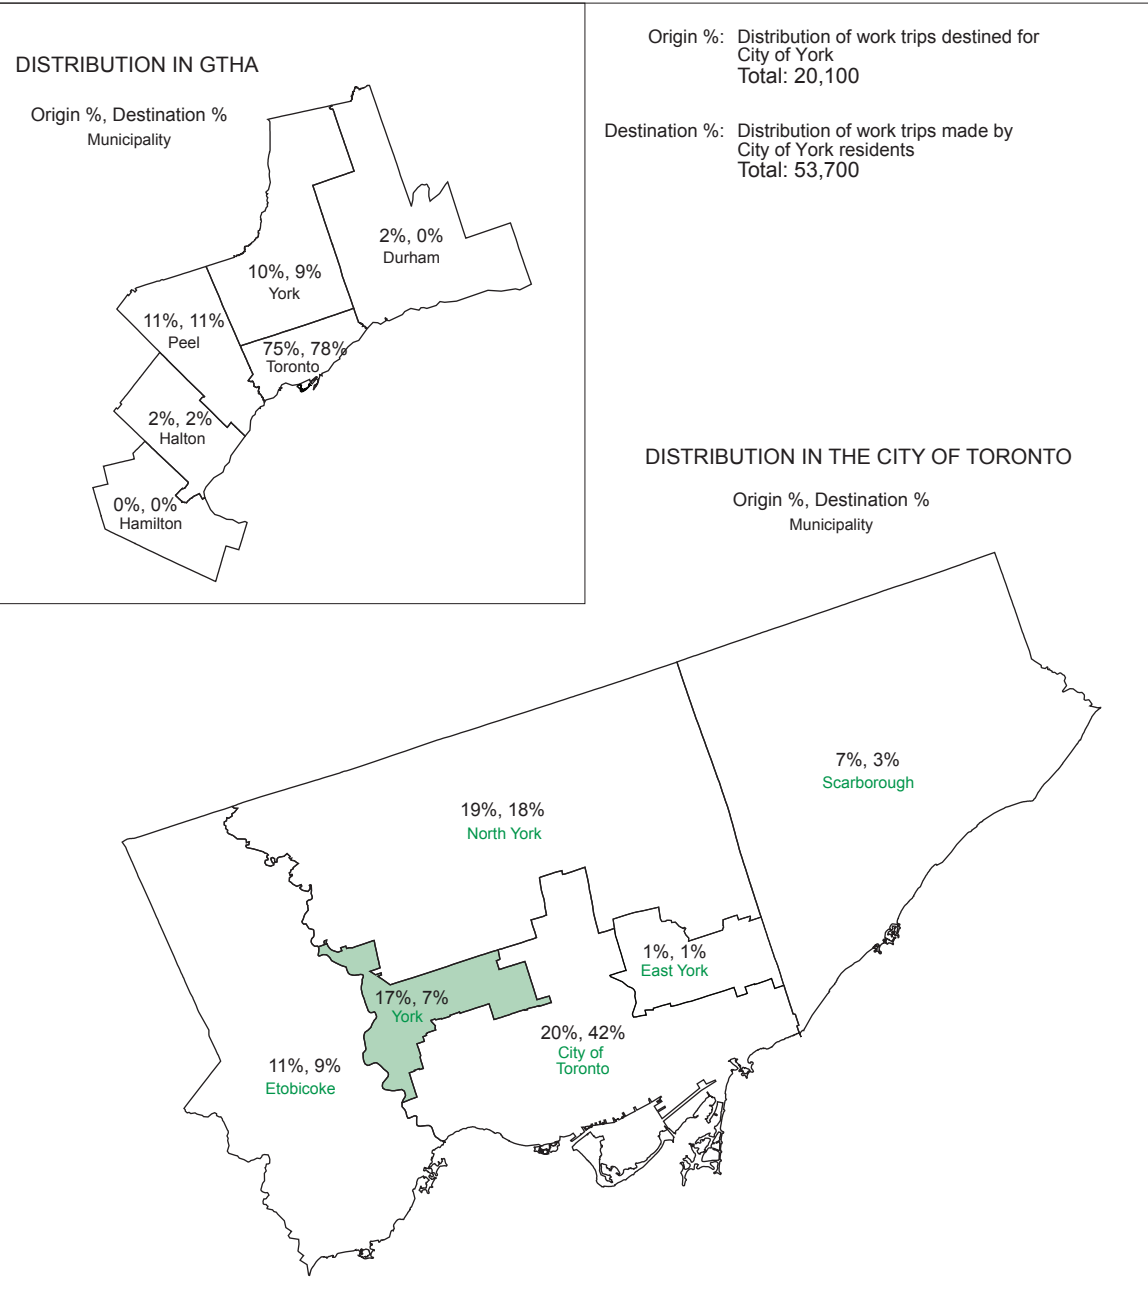 DISTRIBUTION IN GTHA
Origin %, Destination %
Municipality
2%, 0%
Durham
10%, 9%
York
11%, 11%
Peel
75%, 78%
Toronto
2%, 2%
Halton
0%, 0%
Hamilton
Origin %: Distribution of work trips destined for
City of York
Total: 20,100
Destination %: Distribution of work trips made by
City of York residents
Total: 53,700
DISTRIBUTION IN THE CITY OF TORONTO
Origin %, Destination %
Municipality
7%, 3%
Scarborough
19%, 18%
North York
1%, 1%
East York
17%, 7%
York
20%, 42%
City of
Toronto
11%, 9%
Etobicoke